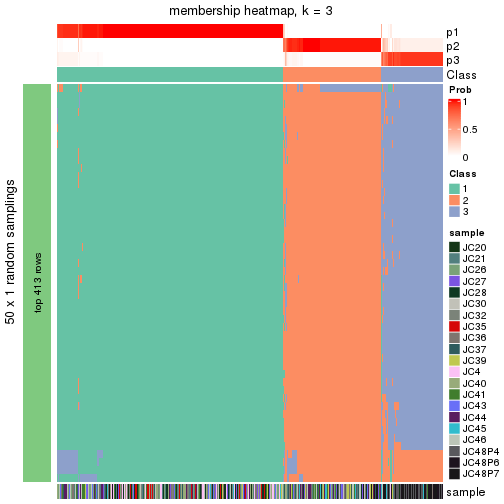 membership heatmap, k = 3
p1
p2
p3
Class
50 x 1 random samplings
top 413 rows
sample
Prob
1
0.5
0
Class
1
2
3
sample
JC20
JC21
JC26
JC27
JC28
JC30
JC32
JC35
JC36
JC37
JC39
JC4
JC40
JC41
JC43
JC44
JC45
JC46
JC48P4
JC48P6
JC48P7